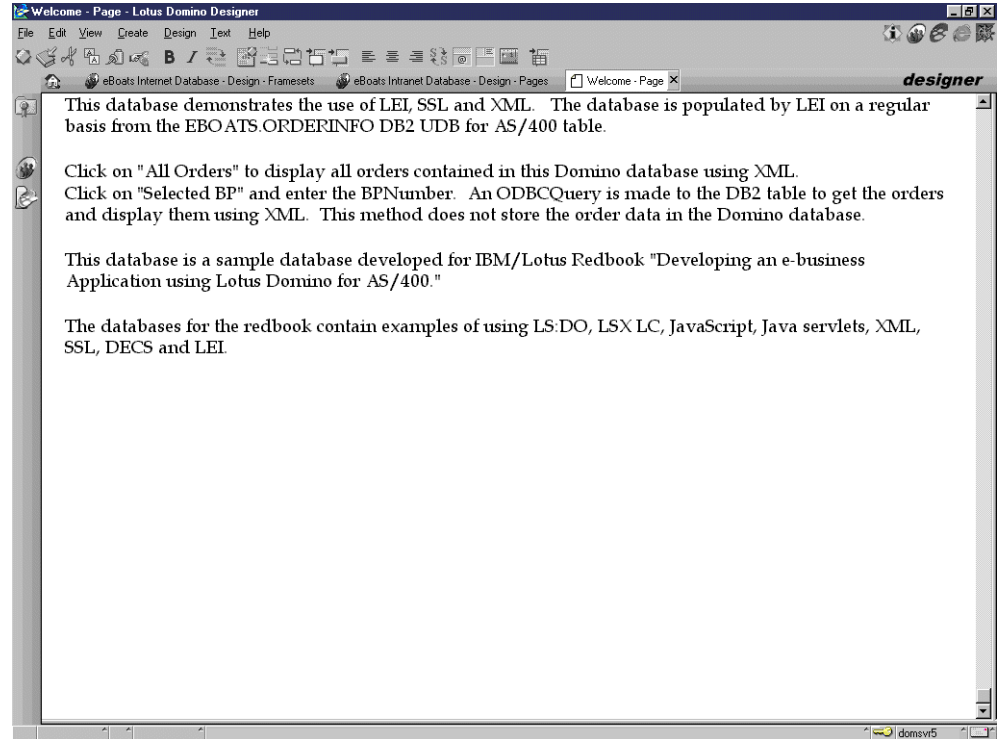 Welcome - Page - Lotus Domino Designer
File Edit View Create Design Text Help
B I
eBoats Internet Database - Design - Framesets eBoats Intranet Database - Design - Pages Welcome - Page designer
This database demonstrates the use of LEI, SSL and XML. The database is populated by LEI on a regular
basis from the EBOATS.ORDERINFO DB2 UDB for AS/400 table.
Click on "All Orders" to display all orders contained in this Domino database using XML.
Click on "Selected BP" and enter the BPNumber. An ODBCQuery is made to the DB2 table to get the orders
and display them using XML. This method does not store the order data in the Domino database.
This database is a sample database developed for IBM/Lotus Redbook "Developing an e-business
Application using Lotus Domino for AS/400."
The databases for the redbook contain examples of using LS:DO, LSX LC, JavaScript, Java servlets, XML,
SSL, DECS and LEI.
domsvr5